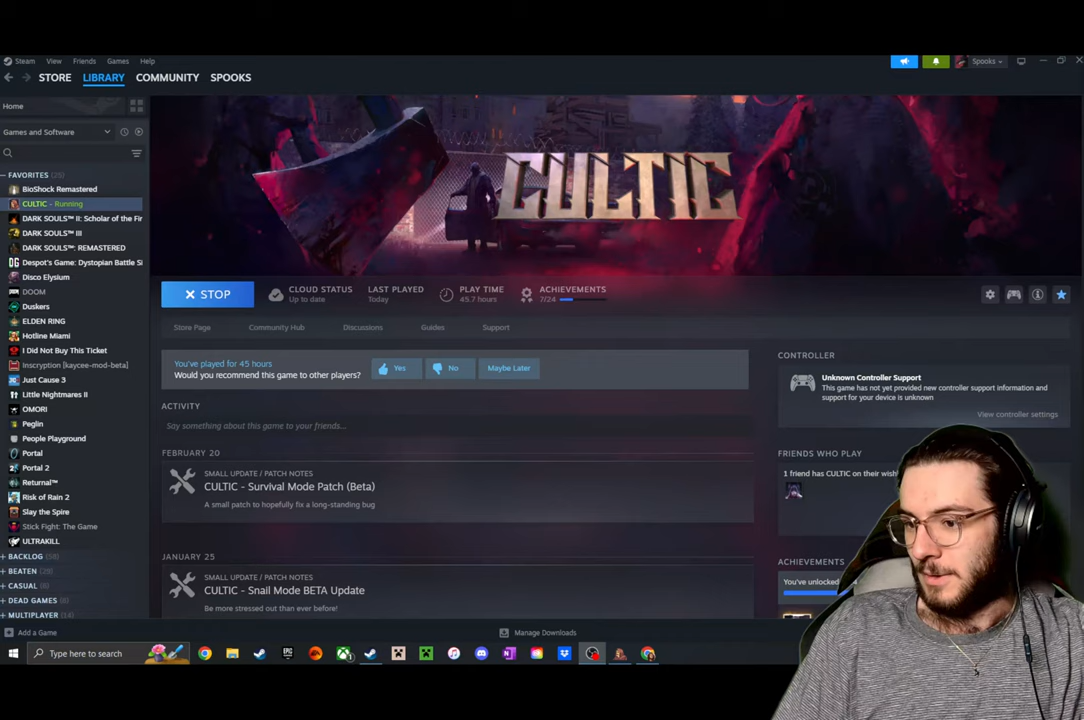 Steam View Friends Games Help
Spooks
STORE LIBRARY COMMUNITY SPOOKS
Home
Games and Software
FAVORITES (25)
BioShock Remastered
CULTIC - Running
DARK SOULS™ II: Scholar of the Fir
DARK SOULS™ III
DARK SOULS™: REMASTERED
Despot's Game: Dystopian Battle Si
Disco Elysium
DOOM
Duskers
ELDEN RING
Hotline Miami
I Did Not Buy This Ticket
Inscryption [kaycee-mod-beta]
Just Cause 3
Little Nightmares II
OMORI
Peglin
People Playground
Portal
Portal 2
Returnal™
Risk of Rain 2
Slay the Spire
Stick Fight: The Game
ULTRAKILL
BACKLOG
BEATEN
CASUAL
DEAD GAMES
MULTIPLAYER
Add a Game
CULTIC
STOP
CLOUD STATUS
Up to date
LAST PLAYED
Today
PLAY TIME
45.7 hours
ACHIEVEMENTS
7/24
Store Page Community Hub Discussions Guides Support
You've played for 45 hours
Would you recommend this game to other players?
Yes No Maybe Later
ACTIVITY
Say something about this game to your friends...
FEBRUARY 20
SMALL UPDATE / PATCH NOTES
CULTIC - Survival Mode Patch (Beta)
A small patch to hopefully fix a long-standing bug
JANUARY 25
SMALL UPDATE / PATCH NOTES
CULTIC - Snail Mode BETA Update
Be more stressed out than ever before!
CONTROLLER
Unknown Controller Support
This game has not yet provided new controller support information and
support for your device is unknown
View controller settings
FRIENDS WHO PLAY
1 friend has CULTIC on their wish
ACHIEVEMENTS
You've unlocked
Manage Downloads
Type here to search